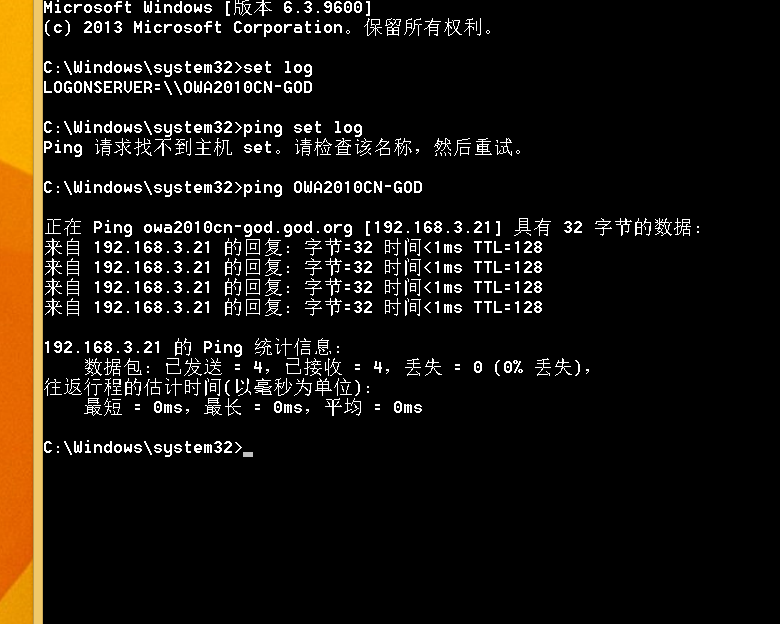 Microsoft Windows [版本 6.3.9600]
(c) 2013 Microsoft Corporation。保留所有权利。
C:\Windows\system32>set log
LOGONSERVER=\\OWA2010CN-GOD
C:\Windows\system32>ping set log
Ping 请求找不到主机 set。请检查该名称，然后重试。
C:\Windows\system32>ping OWA2010CN-GOD
正在 Ping owa2010cn-god.god.org [192.168.3.21] 具有 32 字节的数据:
来自 192.168.3.21 的回复: 字节=32 时间<1ms TTL=128
来自 192.168.3.21 的回复: 字节=32 时间<1ms TTL=128
来自 192.168.3.21 的回复: 字节=32 时间<1ms TTL=128
来自 192.168.3.21 的回复: 字节=32 时间<1ms TTL=128
192.168.3.21 的 Ping 统计信息:
数据包: 已发送 = 4，已接收 = 4，丢失 = 0 (0% 丢失)，
往返行程的估计时间(以毫秒为单位):
最短 = 0ms，最长 = 0ms，平均 = 0ms
C:\Windows\system32>